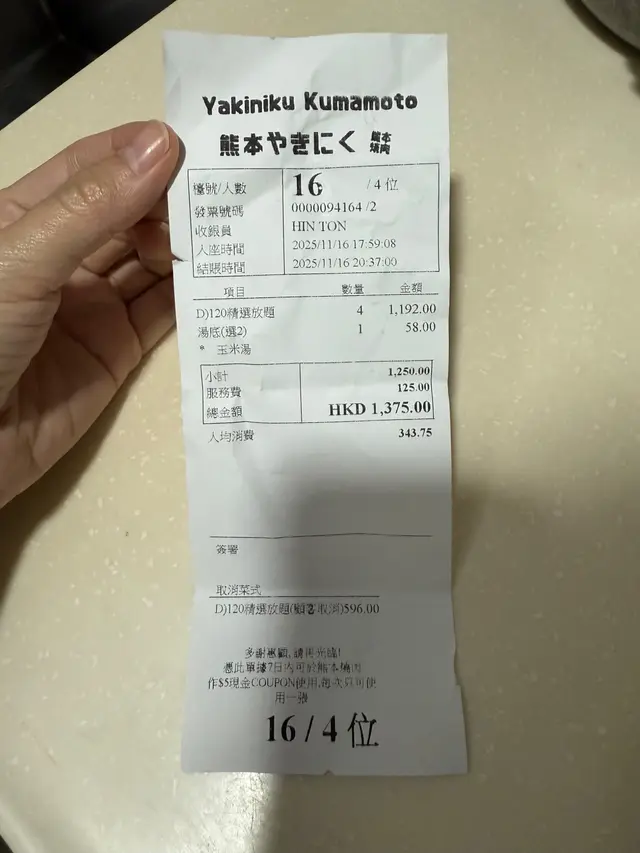 Yakiniku Kumamoto
熊本やきにく 熊本燒肉
檯號/人數 16 /4 位
發票號碼 0000094164 /2
收銀員 HIN TON
入座時間 2025/11/16 17:59:08
結賬時間 2025/11/16 20:37:00
項目 數量 金額
D)120精選放題 4 1,192.00
湯底(選2) 1 58.00
* 玉米湯
小計 1,250.00
服務費 125.00
總金額 HKD 1,375.00
人均消費 343.75
簽署
取消菜式
D)120精選放題(顧客取消)596.00
多謝惠顧, 請再光臨!
憑此單據7日內可於熊本燒肉
作$5現金COUPON使用,每次只可使
用一張
16 / 4 位